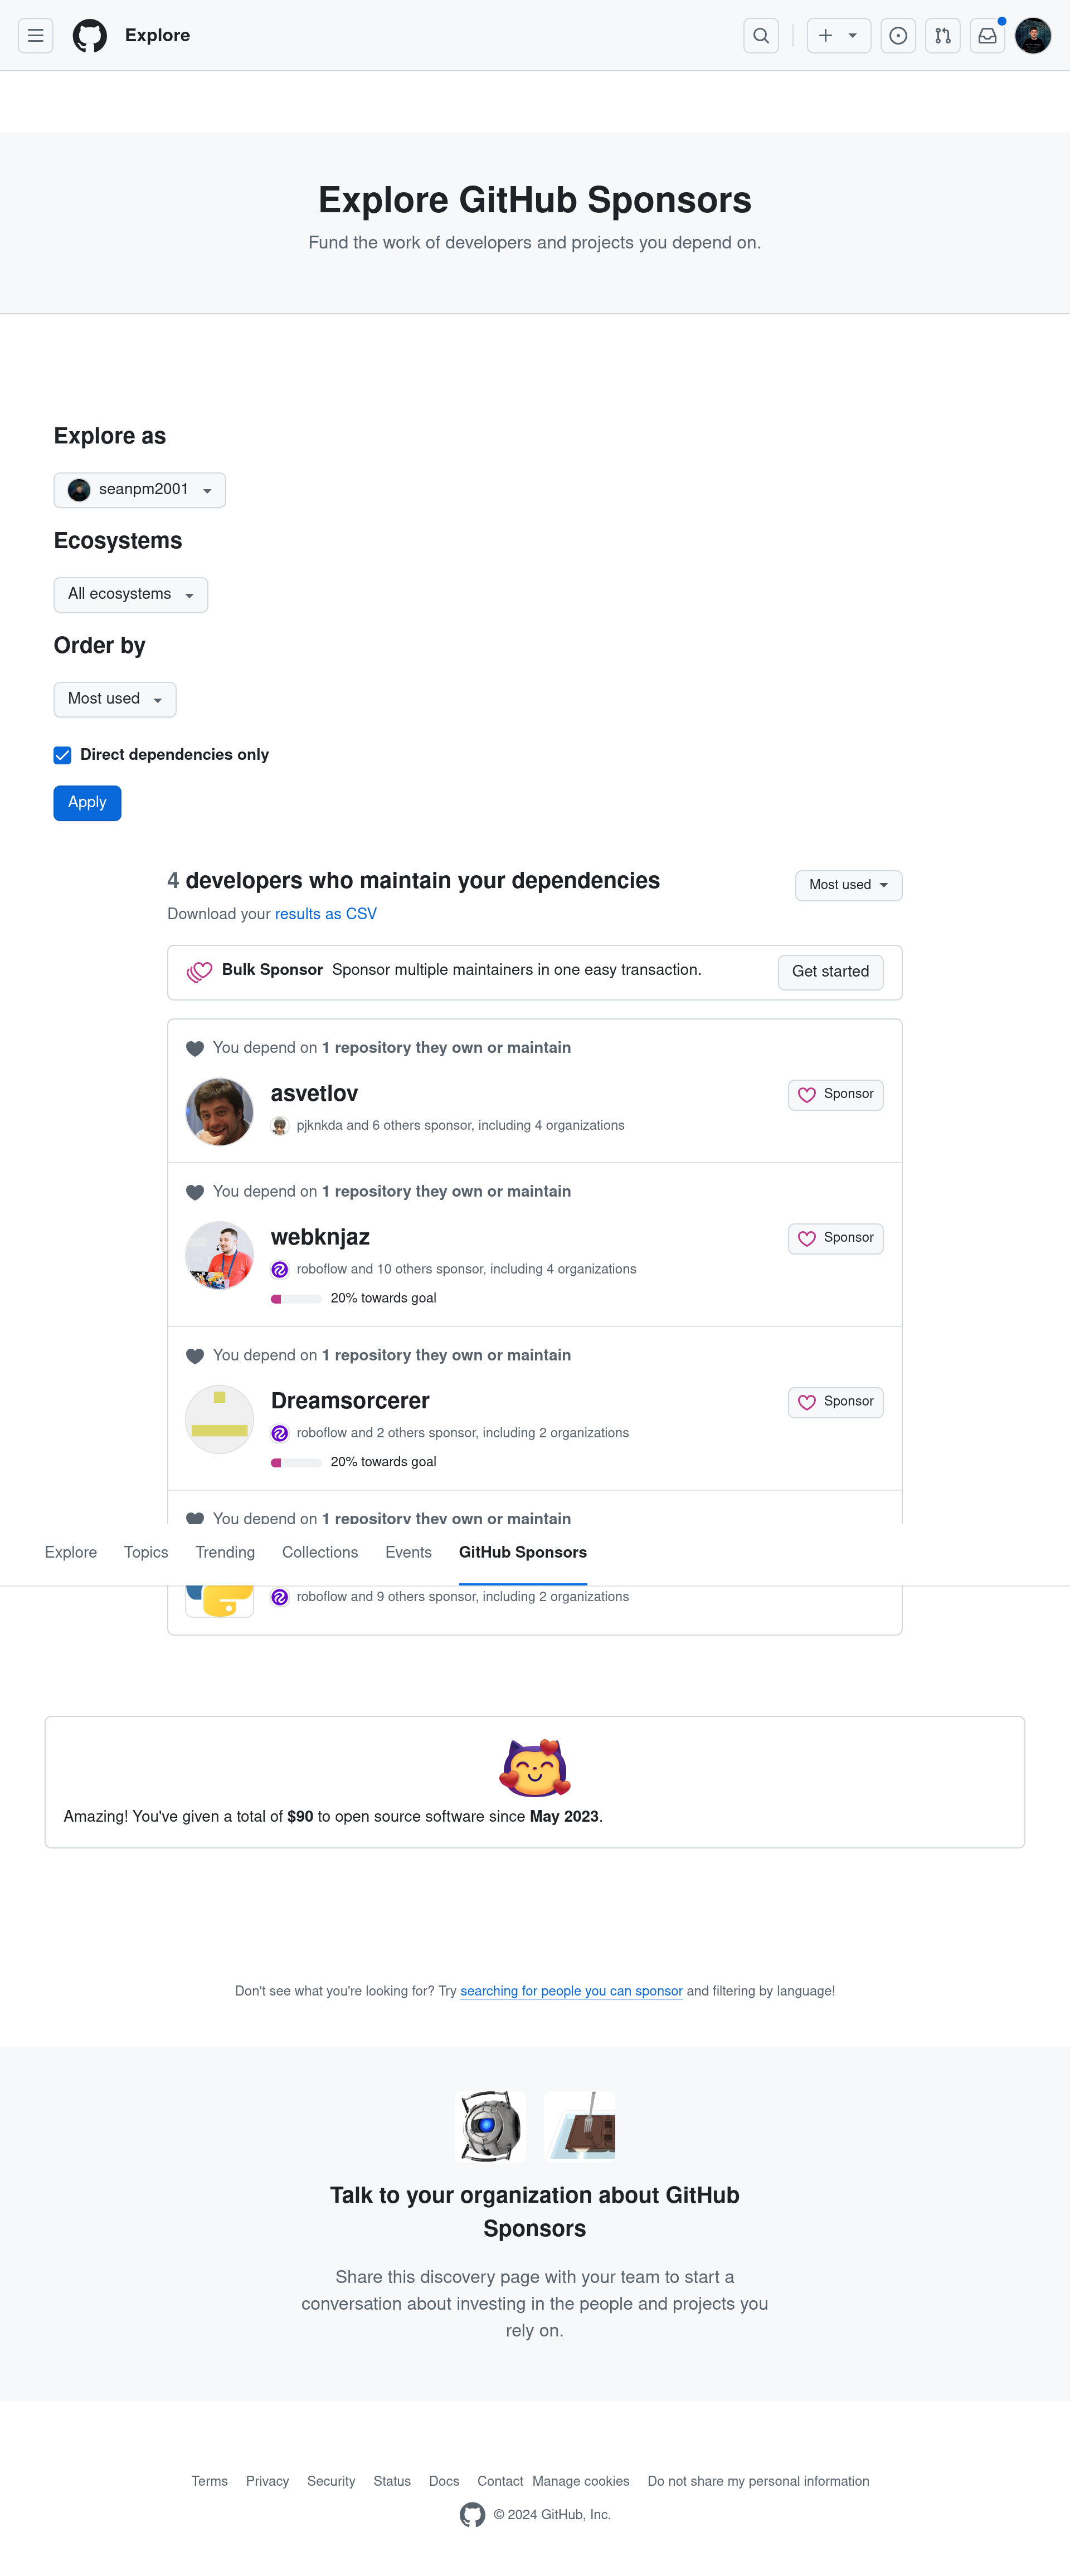 Explore
Explore GitHub Sponsors
Fund the work of developers and projects you depend on.
Explore as
seanpm2001
Ecosystems
All ecosystems
Order by
Most used
Direct dependencies only
Apply
4 developers who maintain your dependencies
Most used
Download your results as CSV
Bulk Sponsor Sponsor multiple maintainers in one easy transaction.
Get started
You depend on 1 repository they own or maintain
asvetlov
Sponsor
pjknkda and 6 others sponsor, including 4 organizations
You depend on 1 repository they own or maintain
webknjaz
Sponsor
roboflow and 10 others sponsor, including 4 organizations
20% towards goal
You depend on 1 repository they own or maintain
Dreamsorcerer
Sponsor
roboflow and 2 others sponsor, including 2 organizations
20% towards goal
You depend on 1 repository they own or maintain
Explore Topics Trending Collections Events GitHub Sponsors
roboflow and 9 others sponsor, including 2 organizations
Amazing! You've given a total of $90 to open source software since May 2023.
Don't see what you're looking for? Try searching for people you can sponsor and filtering by language!
Talk to your organization about GitHub
Sponsors
Share this discovery page with your team to start a
conversation about investing in the people and projects you
rely on.
Terms Privacy Security Status Docs Contact Manage cookies Do not share my personal information
© 2024 GitHub, Inc.